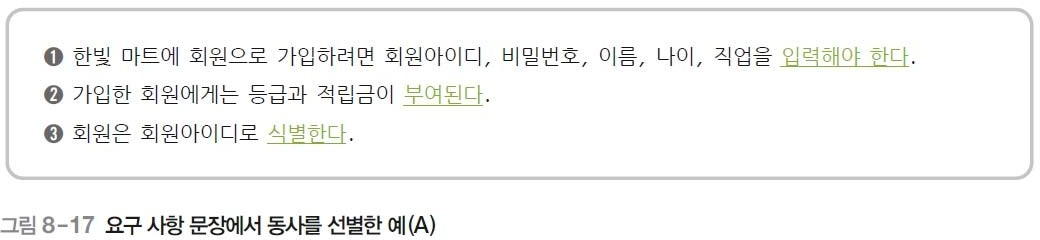 ❶ 한빛 마트에 회원으로 가입하려면 회원아이디, 비밀번호, 이름, 나이, 직업을 입력해야 한다.
❷ 가입한 회원에게는 등급과 적립금이 부여된다.
❸ 회원은 회원아이디로 식별한다.
그림 8-17 요구 사항 문장에서 동사를 선별한 예(A)